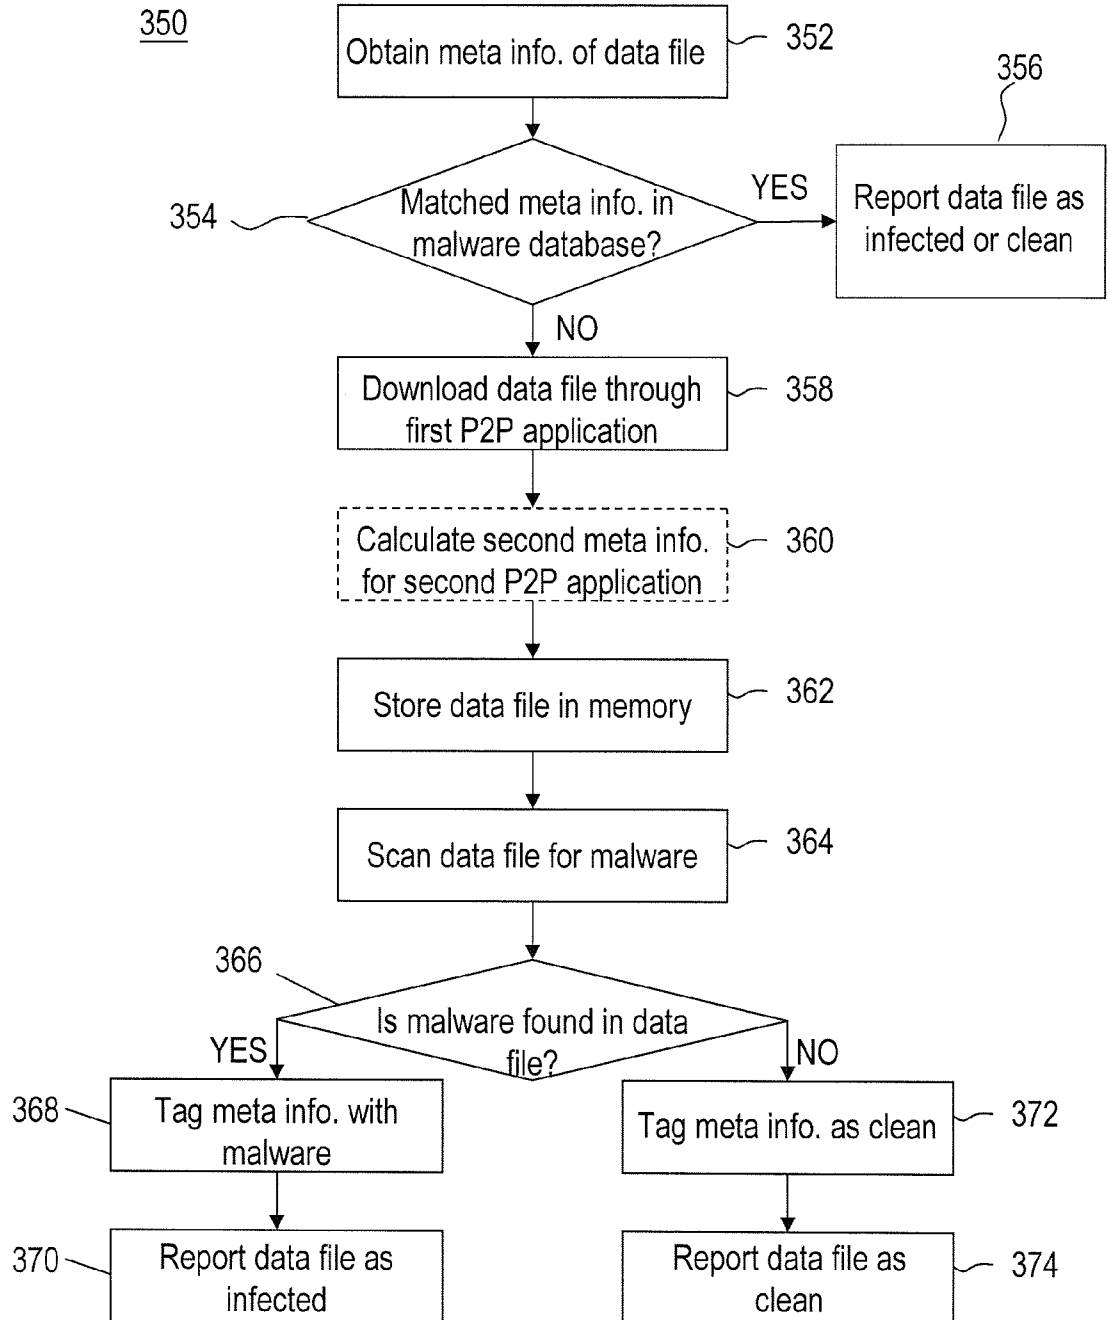 350
Obtain meta info. of data file
352
356
354
Matched meta info. in
malware database?
YES
Report data file as
infected or clean
NO
Download data file through
first P2P application
358
Calculate second meta info.
for second P2P application
360
Store data file in memory
362
Scan data file for malware
364
366
Is malware found in data
file?
YES
NO
368
Tag meta info. with
malware
Tag meta info. as clean
372
370
Report data file as
infected
Report data file as
clean
374